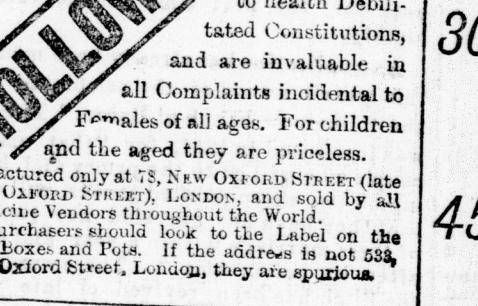 HOLLOW
to health Debili-
tated Constitutions,
and are invaluable in
all Complaints incidental to
Females of all ages. For children
and the aged they are priceless.
actured only at 78, NEW OXFORD STREET (late
OXFORD STREET), LONDON, and sold by all
cine Vendors throughout the World.
urchasers should look to the Label on the
Boxes and Pots. If the address is not 533,
Oxford Street, London, they are spurious.
30
45